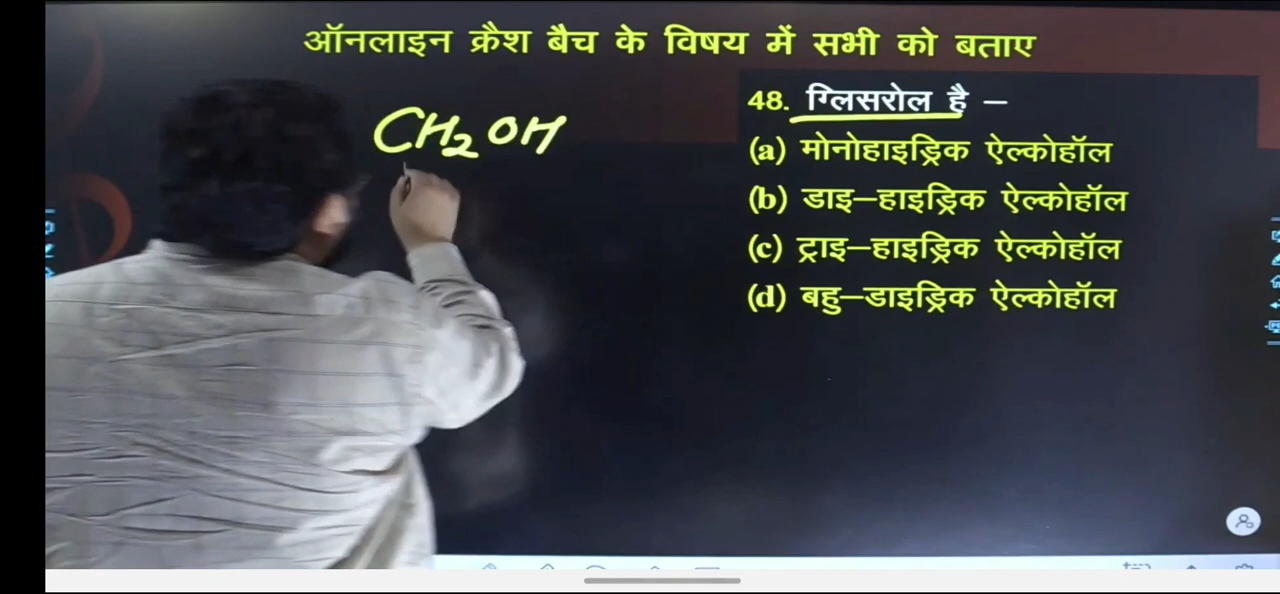 ऑनलाइन क्रैश बैच के विषय में सभी को बताए
CH2OH
48. ग्लिसरोल है –
(a) मोनोहाइड्रिक ऐल्कोहॉल
(b) डाइ–हाइड्रिक ऐल्कोहॉल
(c) ट्राइ–हाइड्रिक ऐल्कोहॉल
(d) बहु–डाइड्रिक ऐल्कोहॉल